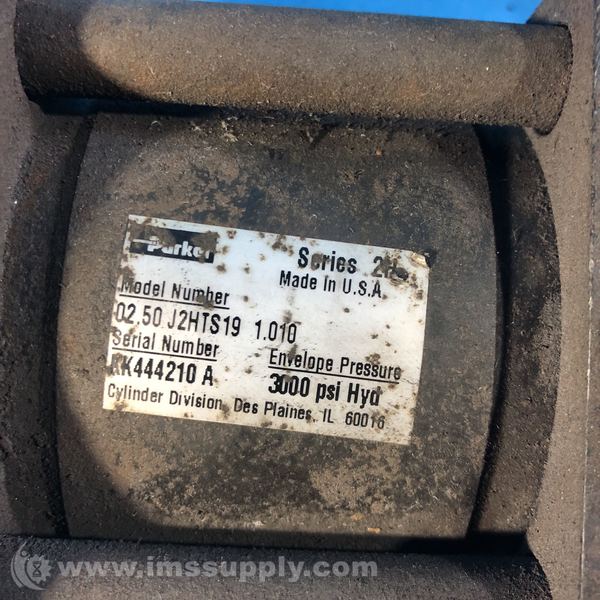 Parker Series
Made In U.S.A
Model Number
02.50 J2HTS19 1.010
Serial Number Envelope Pressure
KK444210 A 3000 psi Hyd
Cylinder Division, Des Plaines, IL 60016
www.imssupply.com